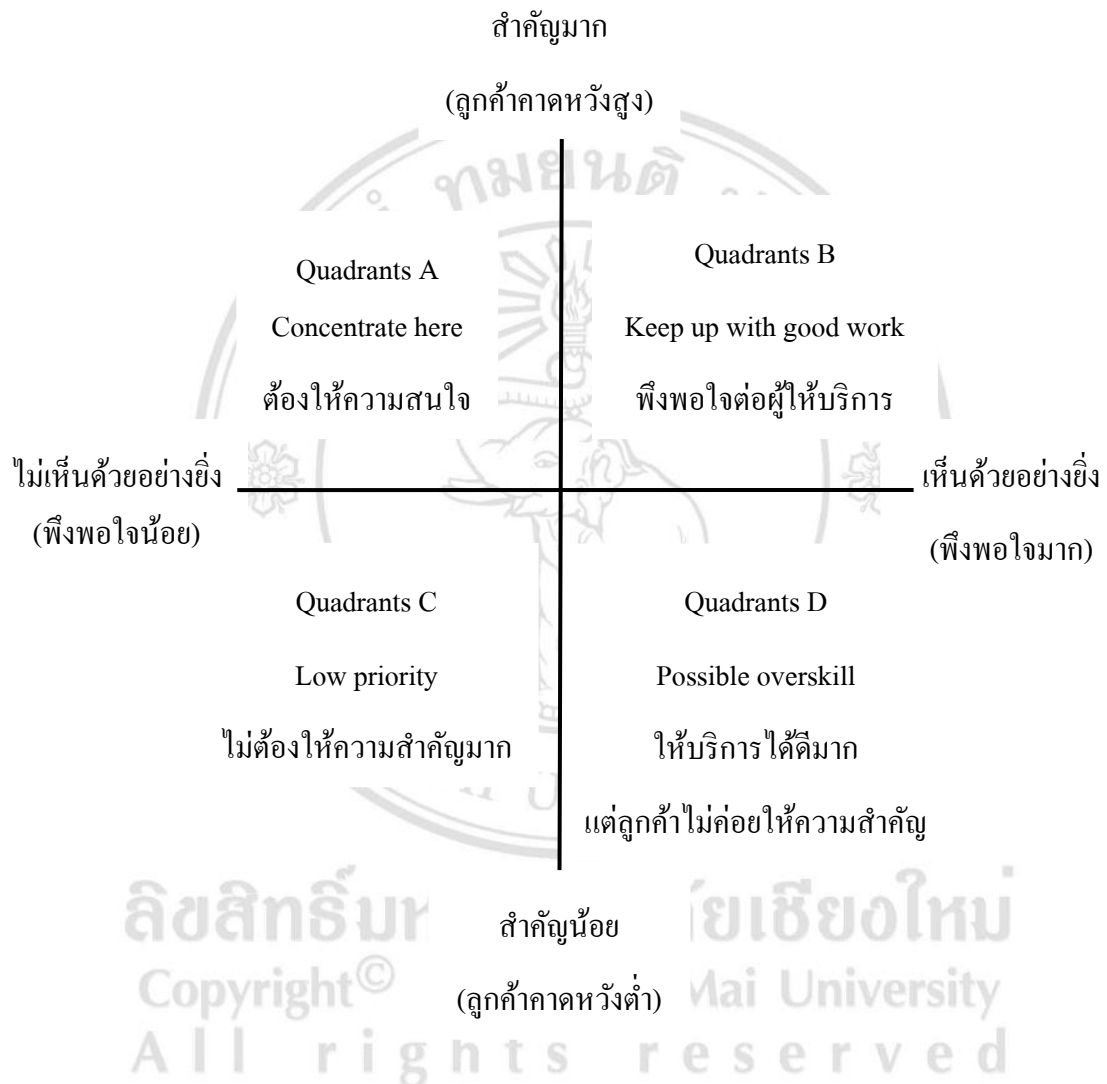 สำคัญมาก
(ลูกค้าคาดหวังสูง)
ทมยนติ
Quadrants A
Concentrate here
ต้องให้ความสนใจ
Quadrants B
Keep up with good work
พึงพอใจต่อผู้ให้บริการ
ไม่เห็นด้วยอย่างยิ่ง
(พึงพอใจน้อย)
เห็นด้วยอย่างยิ่ง
(พึงพอใจมาก)
Quadrants C
Low priority
ไม่ต้องให้ความสำคัญมาก
Quadrants D
Possible overskill
ให้บริการได้ดีมาก
แต่ลูกค้าไม่ค่อยให้ความสำคัญ
สำคัญน้อย
(ลูกค้าคาดหวังต่ำ)
ลิขสิทธิ์ ยเชียงใหม่
Copyright© Mai University
All rights reserved